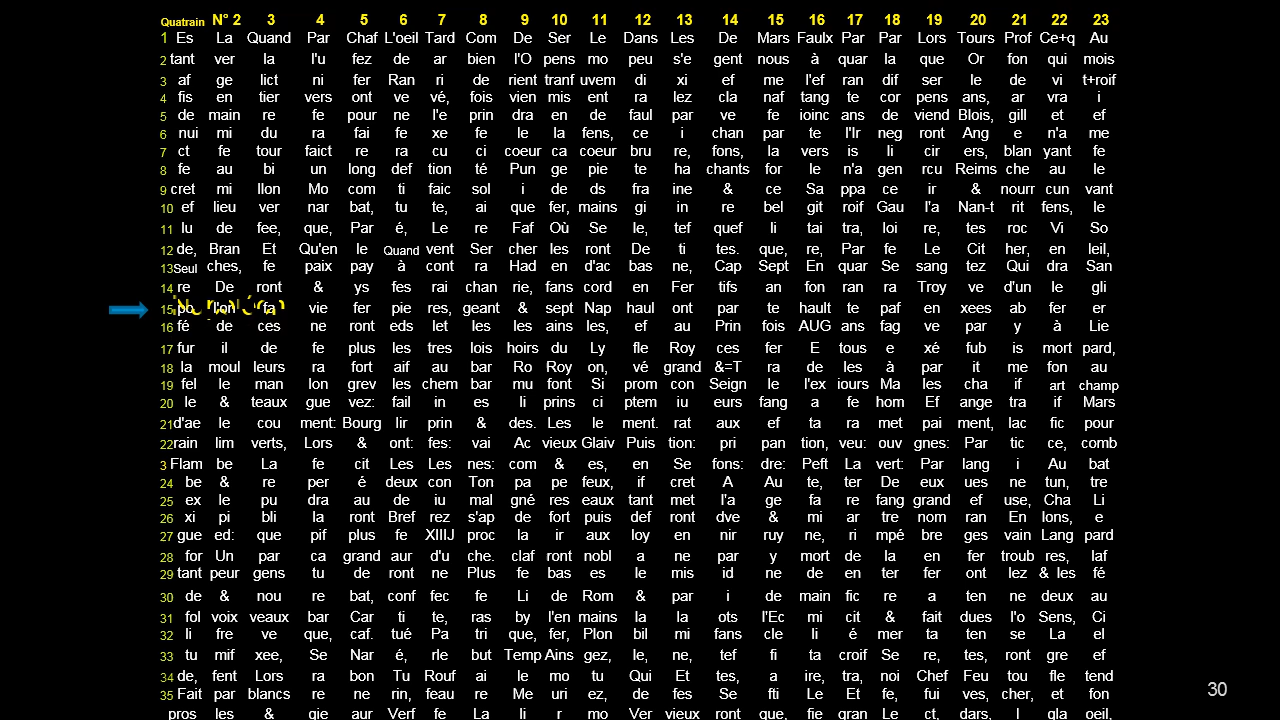 Quatrain N° 2 3 4 5 6 7 8 9 10 11 12 13 14 15 16 17 18 19 20 21 22 23
1 Es La Quand Par Chaf L'oeil Tard Com De Ser Le Dans Les De Mars Faulx Par Par Lors Tours Prof Ce+q Au
2 tant ver la l'u fez de ar bien l'O pens mo peu s'e gent nous à quar la que Or fon qui mois
3 af ge lict ni fer Ran ri de rient tranf uvem di xi ef me l'ef ran dif ser le de vi t+roif
4 fis en tier vers ont ve vé, fois vien mis ent ra lez cla naf tang te cor pens ans, ar vra i
5 de main re fe pour ne l'e prin dra en de faul par ve fe ioinc ans de viend Blois, gill et ef
6 nui mi du ra fai fe xe fe le la fens, ce i chan par te l'Ir neg ront Ang e n'a me
7 ct fe tour faict re ra cu ci coeur ca coeur bru re, fons, la vers is li cir ers, blan yant fe
8 fe au bi un long def tion té Pun ge pie te ha chants for le n'a gen rcu Reims che au le
9 cret mi llon Mo com ti faic sol i de ds fra ine & ce Sa ppa ce ir & nourr cun vant
10 ef lieu ver nar bat, tu te, ai que fer, mains gi in re bel git roif Gau l'a Nan-t rit fens, le
11 lu de fee, que, Par é, Le re Faf Où Se le, tef quef li tai tra, loi re, tes roc Vi So
12 de, Bran Et Qu'en le Quand vent Ser cher les ront De ti tes. que, re, Par fe Le Cit her, en leil,
13 Seul ches, fe paix pay à cont ra Had en d'ac bas ne, Cap Sept En quar Se sang tez Qui dra San
14 re De ront & ys fes rai chan rie, fans cord en Fer tifs an fon ran ra Troy ve d'un le gli
15 po l'on fa vie fer pie res, geant & sept Nap haul ont par te hault te paf en xees ab fer er
16 fé de ces ne ront eds let les les ains les, ef au Prin fois AUG ans fag ve par y à Lie
17 fur il de fe plus les tres lois hoirs du Ly fle Roy ces fer E tous e xé fub is mort pard,
18 la moul leurs ra fort aif au bar Ro Roy on, vé grand &=T ra de les à par it me fon au
19 fel le man lon grev les chem bar mu font Si prom con Seign le l'ex iours Ma les cha if art champ
20 le & teaux gue vez: fail in es li prins ci ptem iu eurs fang a fe hom Ef ange tra if Mars
21 d'ae le cou ment: Bourg lir prin & des. Les le ment. rat aux ef ta ra met pai ment, lac fic pour
22 rain lim verts, Lors & ont: fes: vai Ac vieux Glaiv Puis tion: pri pan tion, veu: ouv gnes: Par tic ce, comb
3 Flam be La fe cit Les Les nes: com & es, en Se fons: dre: Peft La vert: Par lang i Au bat
24 be & re per é deux con Ton pa pe feux, if cret A Au te, ter De eux ues ne tun, tre
25 ex le pu dra au de iu mal gné res eaux tant met l'a ge fa re fang grand ef use, Cha Li
26 xi pi bli la ront Bref rez s'ap de fort puis def ront dve & mi ar tre nom ran En lons, e
27 gue ed: que pif plus fe XIIIJ proc la ir aux loy en nir ruy ne, ri mpé bre ges vain Lang pard
28 for Un par ca grand aur d'u che. claf ront nobl a ne par y mort de la en fer troub res, laf
29 tant peur gens tu de ront ne Plus fe bas es le mis id ne de en ter fer ont lez & les fé
30 de & nou re bat, conf fec fe Li de Rom & par i de main fic re a ten ne deux au
31 fol voix veaux bar Car ti te, ras by l'en mains la la ots l'Ec mi cit & fait dues l'o Sens, Ci
32 li fre ve que, caf. tué Pa tri que, fer, Plon bil mi fans cle li é mer ta ten se La el
33 tu mif xee, Se Nar é, rle but Temp Ains gez, le, ne, tef fi ta croif Se re, tes, ront gre ef
34 de, fent Lors ra bon Tu Rouf ai le mo tu Qui Et tes, a ire, tra, noi Chef Feu tou fle tend
35 Fait par blancs re ne rin, feau re Me uri ez, de fes Se fti Le Et fe, fui ves, cher, et fon
pros les & gie aur Verf fe La li r mo Ver vieux ront que, fie gran Le ct, dars, l gla oeil,
30